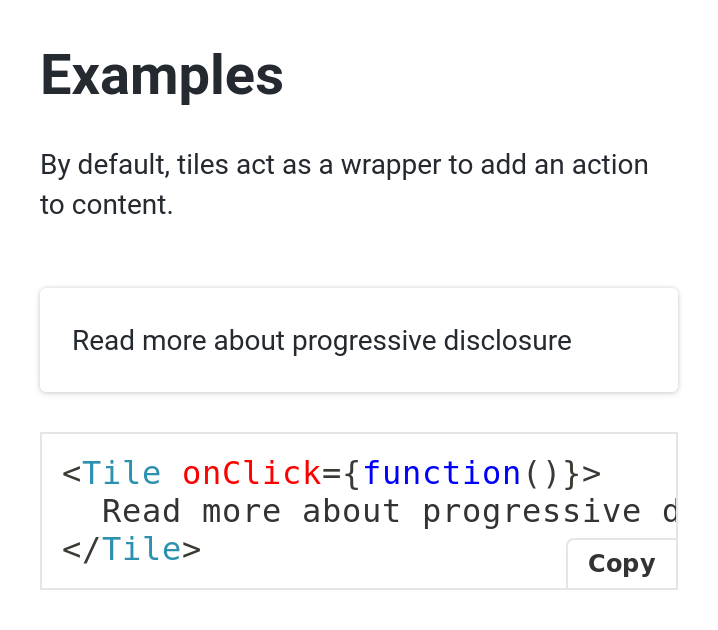 Examples
By default, tiles act as a wrapper to add an action
to content.
Read more about progressive disclosure
<Tile onClick={function()}>
  Read more about progressive d
</Tile>
Copy